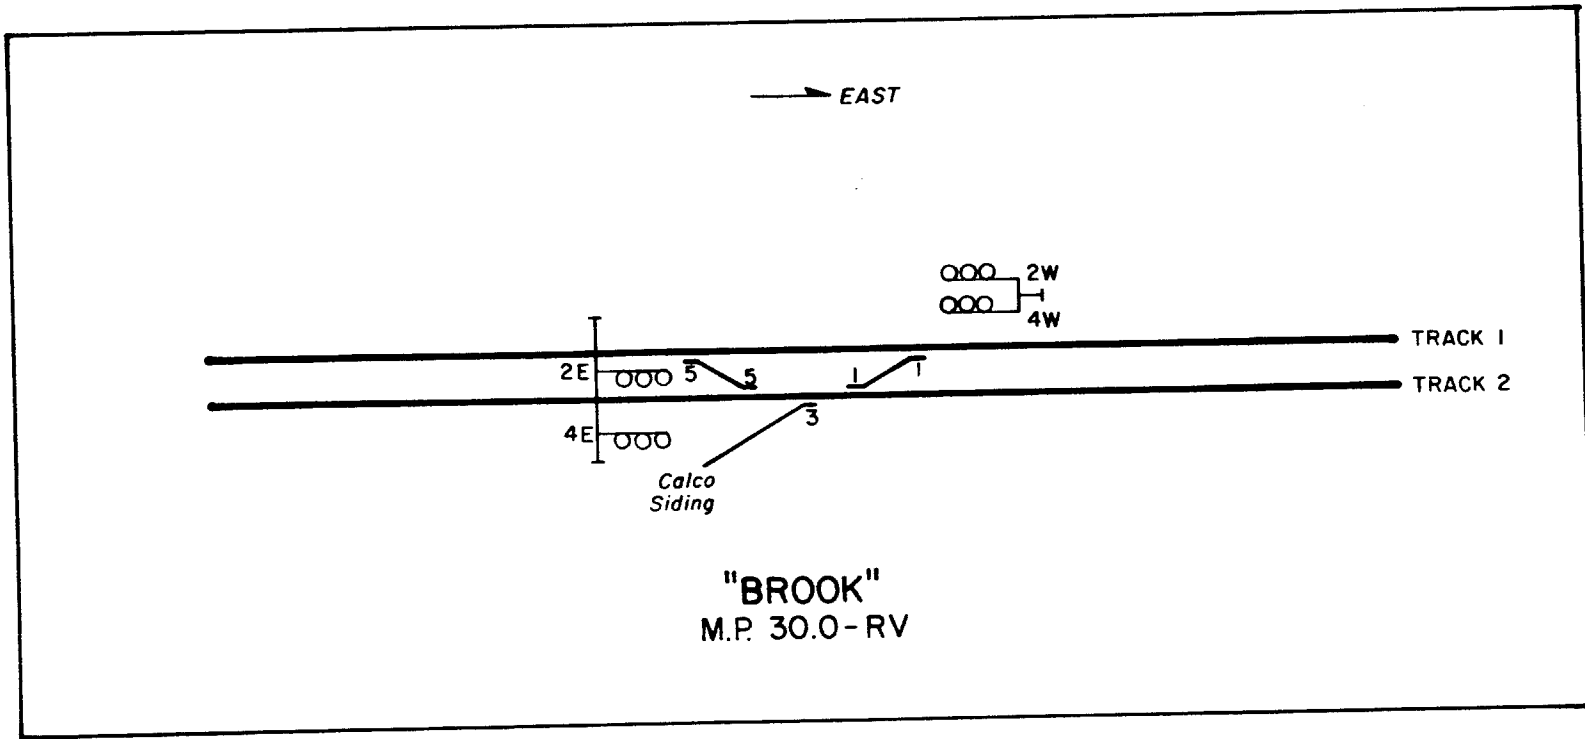 EAST
2W
4W
TRACK 1
2E
5
5
1
1
TRACK 2
3
4E
Calco
Siding
"BROOK"
M.P. 30.0-RV